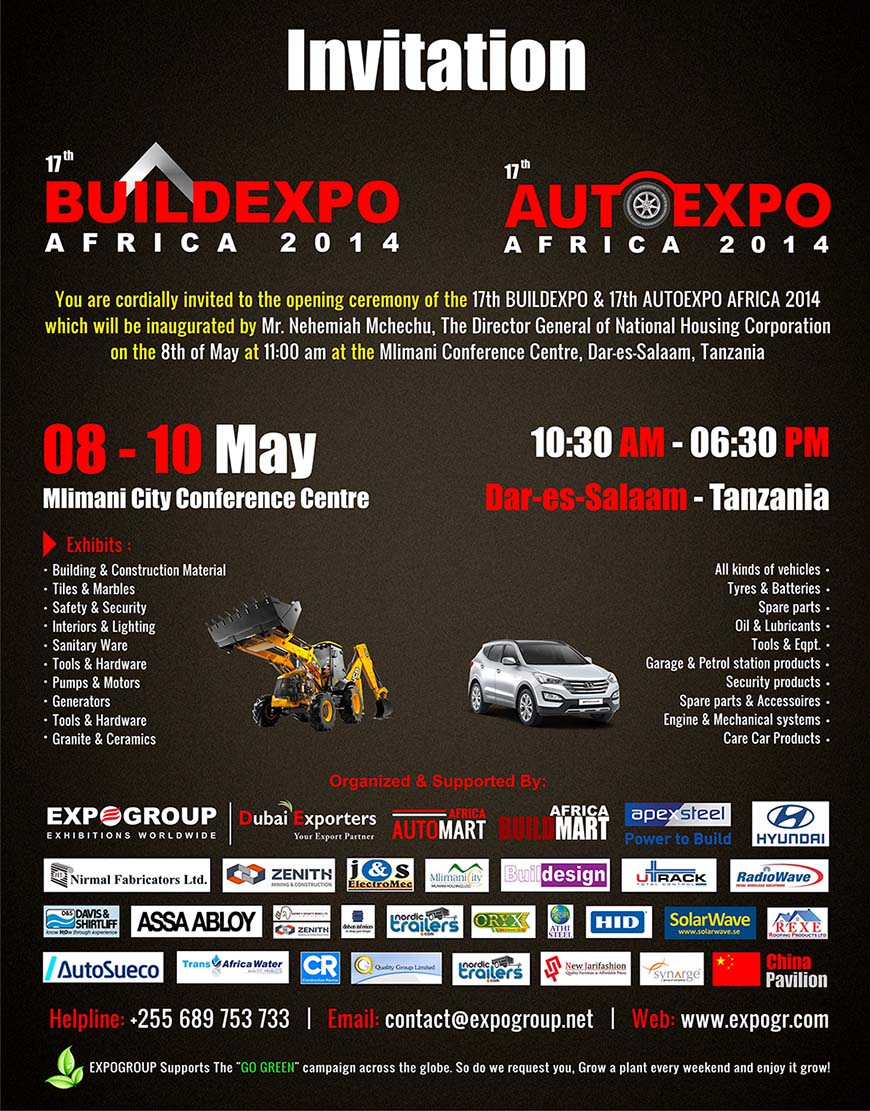 Invitation
17th
BUILDEXPO
AFRICA 2014
17th
AUTOEXPO
AFRICA 2014
You are cordially invited to the opening ceremony of the 17th BUILDEXPO & 17th AUTOEXPO AFRICA 2014
which will be inaugurated by Mr. Nehemiah Mchechu, The Director General of National Housing Corporation
on the 8th of May at 11:00 am at the Mlimani Conference Centre, Dar-es-Salaam, Tanzania
08 - 10 May
Mlimani City Conference Centre
10:30 AM - 06:30 PM
Dar-es-Salaam - Tanzania
Exhibits :
• Building & Construction Material
• Tiles & Marbles
• Safety & Security
• Interiors & Lighting
• Sanitary Ware
• Tools & Hardware
• Pumps & Motors
• Generators
• Tools & Hardware
• Granite & Ceramics
All kinds of vehicles •
Tyres & Batteries •
Spare parts •
Oil & Lubricants •
Tools & Eqpt. •
Garage & Petrol station products •
Security products •
Spare parts & Accessoires •
Engine & Mechanical systems •
Care Car Products •
Organized & Supported By:
EXPOGROUP
EXHIBITIONS WORLDWIDE
Dubai Exporters
Your Export Partner
AFRICA
AUTOMART
AFRICA
BUILDMART
apexsteel
Power to Build
HYUNDAI
Nirmal Fabricators Ltd.
ZENITH
MINING & CONSTRUCTION
j&s
ElectroMec
Mlimani City
Buildesign
UTRACK
TOTAL CONTROL
RadioWave
D&S DAVIS & SHIRTLIFF
know H2Ow through experience
ASSA ABLOY
ZENITH
nordic
trailers
.com
ORYX
ATHI
STEEL
HID
SolarWave
www.solarwave.se
REXE
ROOFING PRODUCTS LTD
AutoSueco
Trans Africa Water
CR
Quality Group Limited
nordic
trailers
.com
New Jarifashion
synarge
China
Pavilion
Helpline: +255 689 753 733 | Email: contact@expogroup.net | Web: www.expogr.com
EXPOGROUP Supports The "GO GREEN" campaign across the globe. So do we request you, Grow a plant every weekend and enjoy it grow!